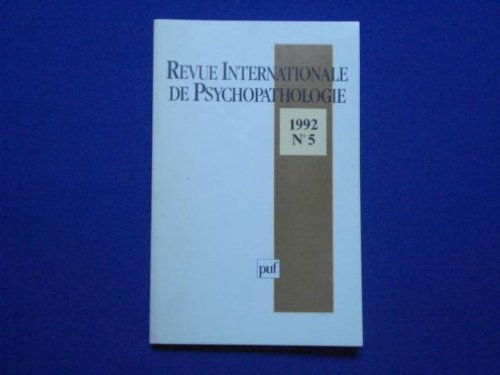 REVUE INTERNATIONALE
DE PSYCHOPATHOLOGIE
1992
N° 5
puf